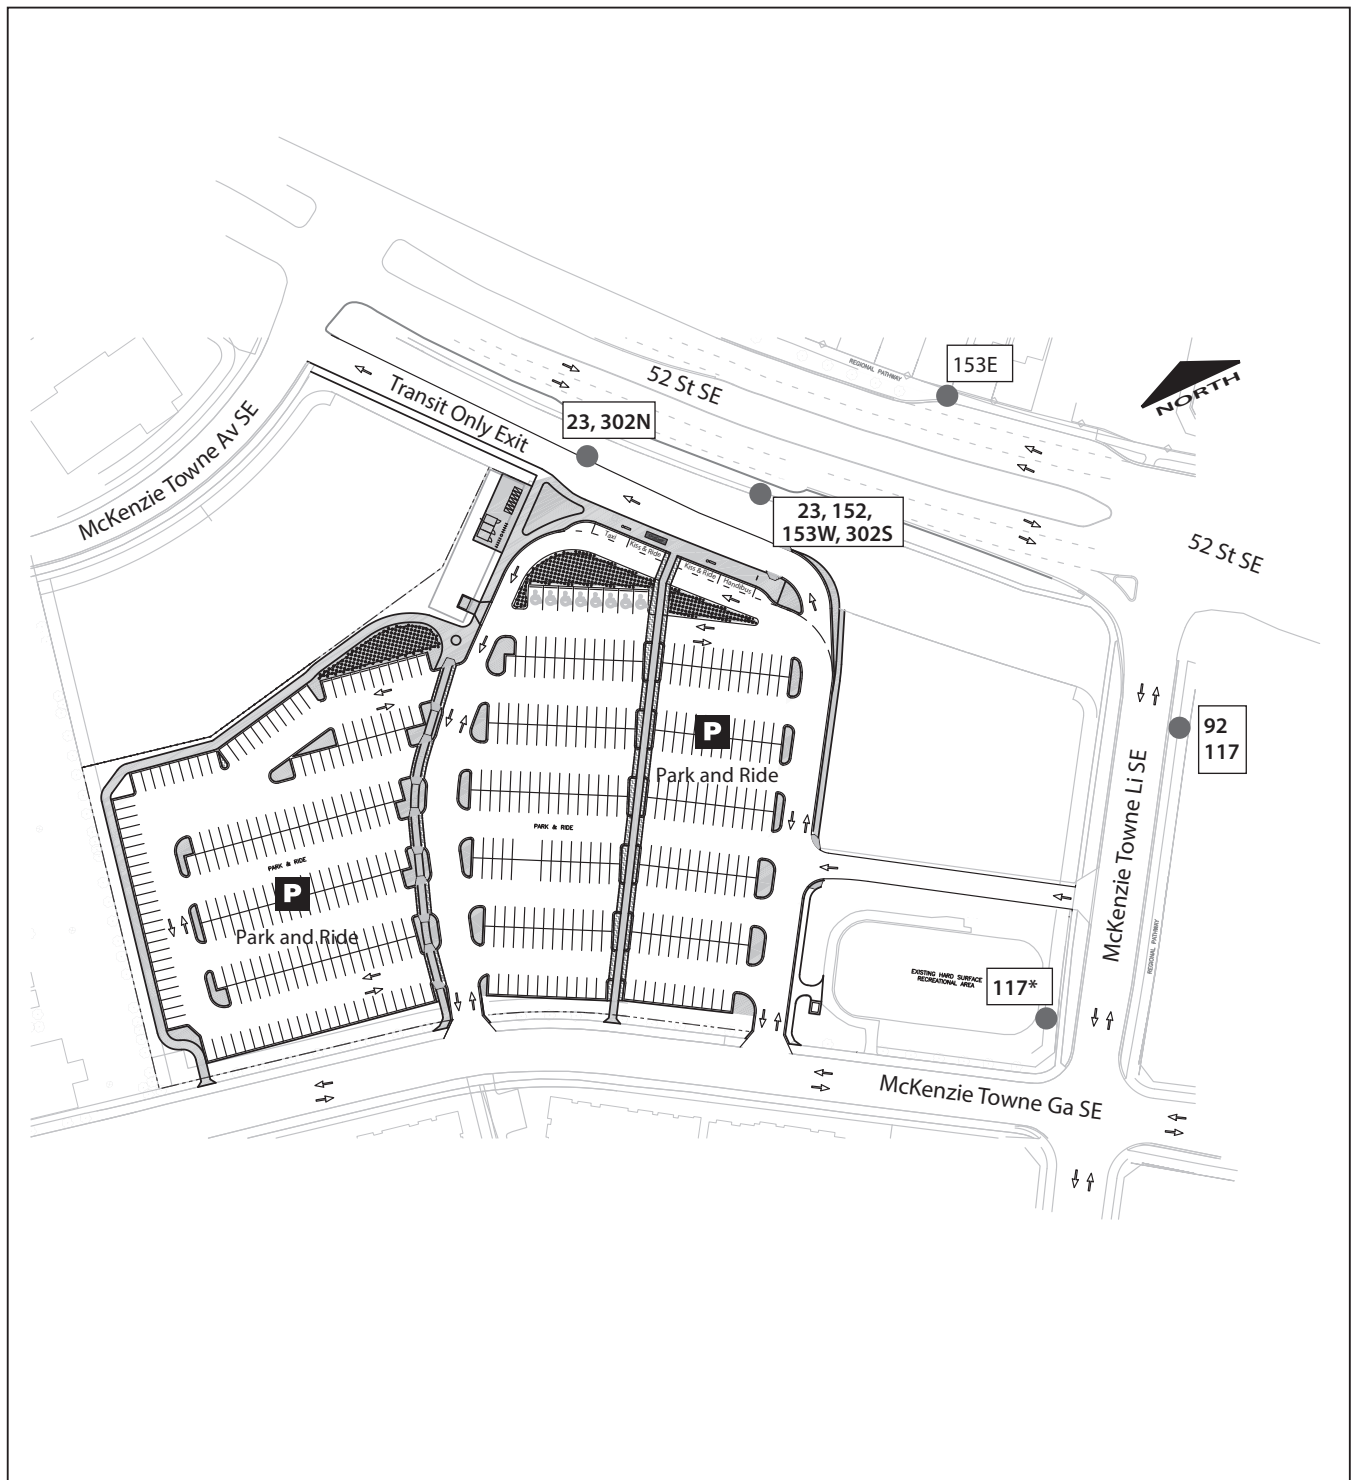 REGIONAL PATHWAY
153E
52 St SE
NORTH
Transit Only Exit
23, 302N
McKenzie Towne Av SE
23, 152,
153W, 302S
52 St SE
Taxi
Kiss & Ride
Kiss & Ride
Handibus
92
117
P
Park and Ride
McKenzie Towne Li SE
PARK & RIDE
PARK & RIDE
P
Park and Ride
REGIONAL PATHWAY
EXISTING HARD SURFACE
RECREATIONAL AREA
117*
McKenzie Towne Ga SE